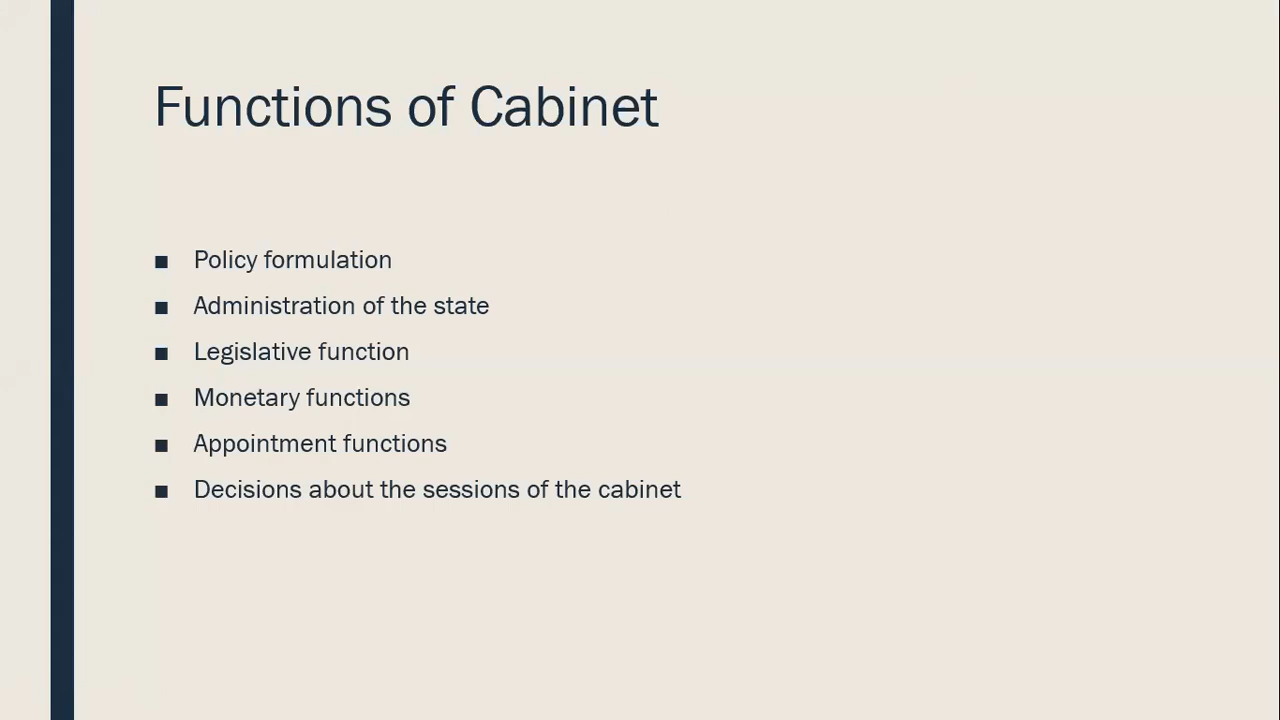 Functions of Cabinet
■ Policy formulation
■ Administration of the state
■ Legislative function
■ Monetary functions
■ Appointment functions
■ Decisions about the sessions of the cabinet